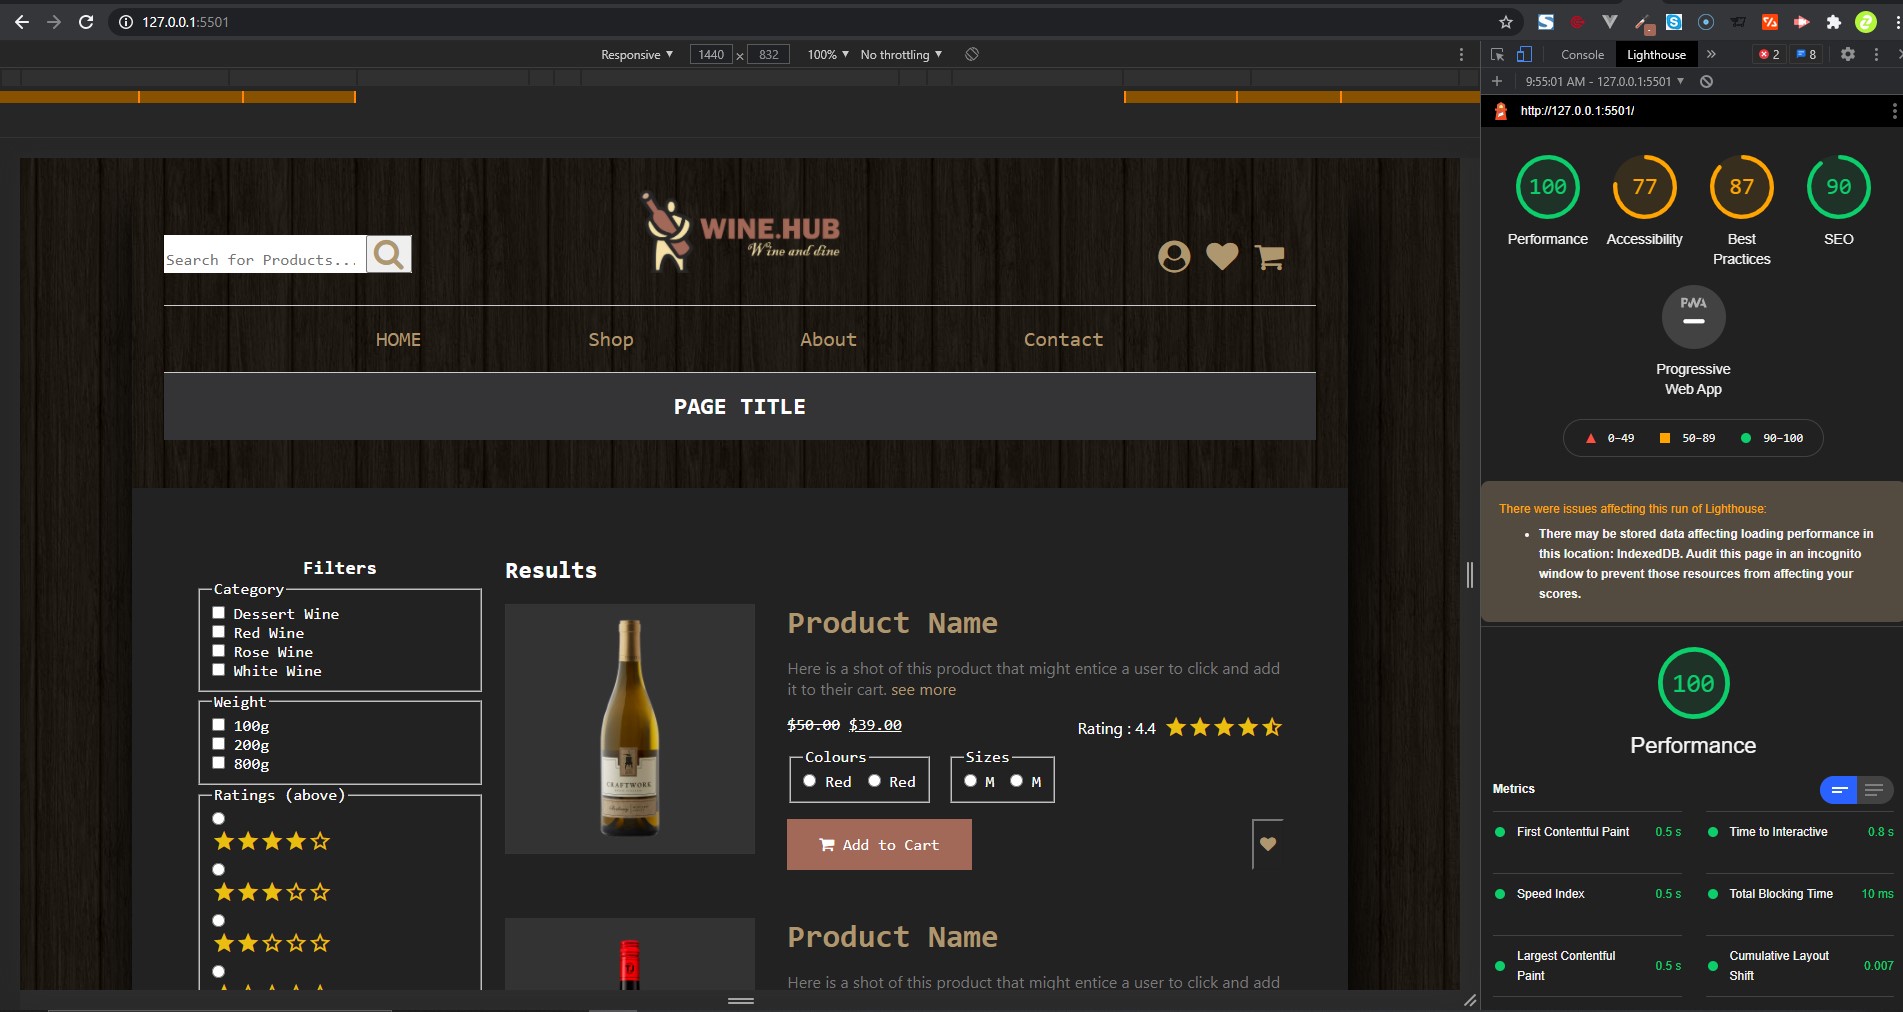 127.0.0.1:5501
Responsive 1440 × 832 100% No throttling
Console Lighthouse » 2 8
9:55:01 AM - 127.0.0.1:5501
http://127.0.0.1:5501/
WINE.HUB
Wine and dine
Search for Products...
HOME Shop About Contact
PAGE TITLE
Filters
Category
Dessert Wine
Red Wine
Rose Wine
White Wine
Weight
100g
200g
800g
Ratings (above)
Results
CRAFTWORK
Product Name
Here is a shot of this product that might entice a user to click and add
it to their cart. see more
$50.00 $39.00
Rating : 4.4
Colours
Red Red
Sizes
M M
Add to Cart
Product Name
Here is a shot of this product that might entice a user to click and add
100 77 87 90
Performance Accessibility Best Practices SEO
PWA
Progressive
Web App
0–49 50–89 90–100
There were issues affecting this run of Lighthouse:
There may be stored data affecting loading performance in
this location: IndexedDB. Audit this page in an incognito
window to prevent those resources from affecting your
scores.
100
Performance
Metrics
First Contentful Paint 0.5 s
Time to Interactive 0.8 s
Speed Index 0.5 s
Total Blocking Time 10 ms
Largest Contentful Paint 0.5 s
Cumulative Layout Shift 0.007